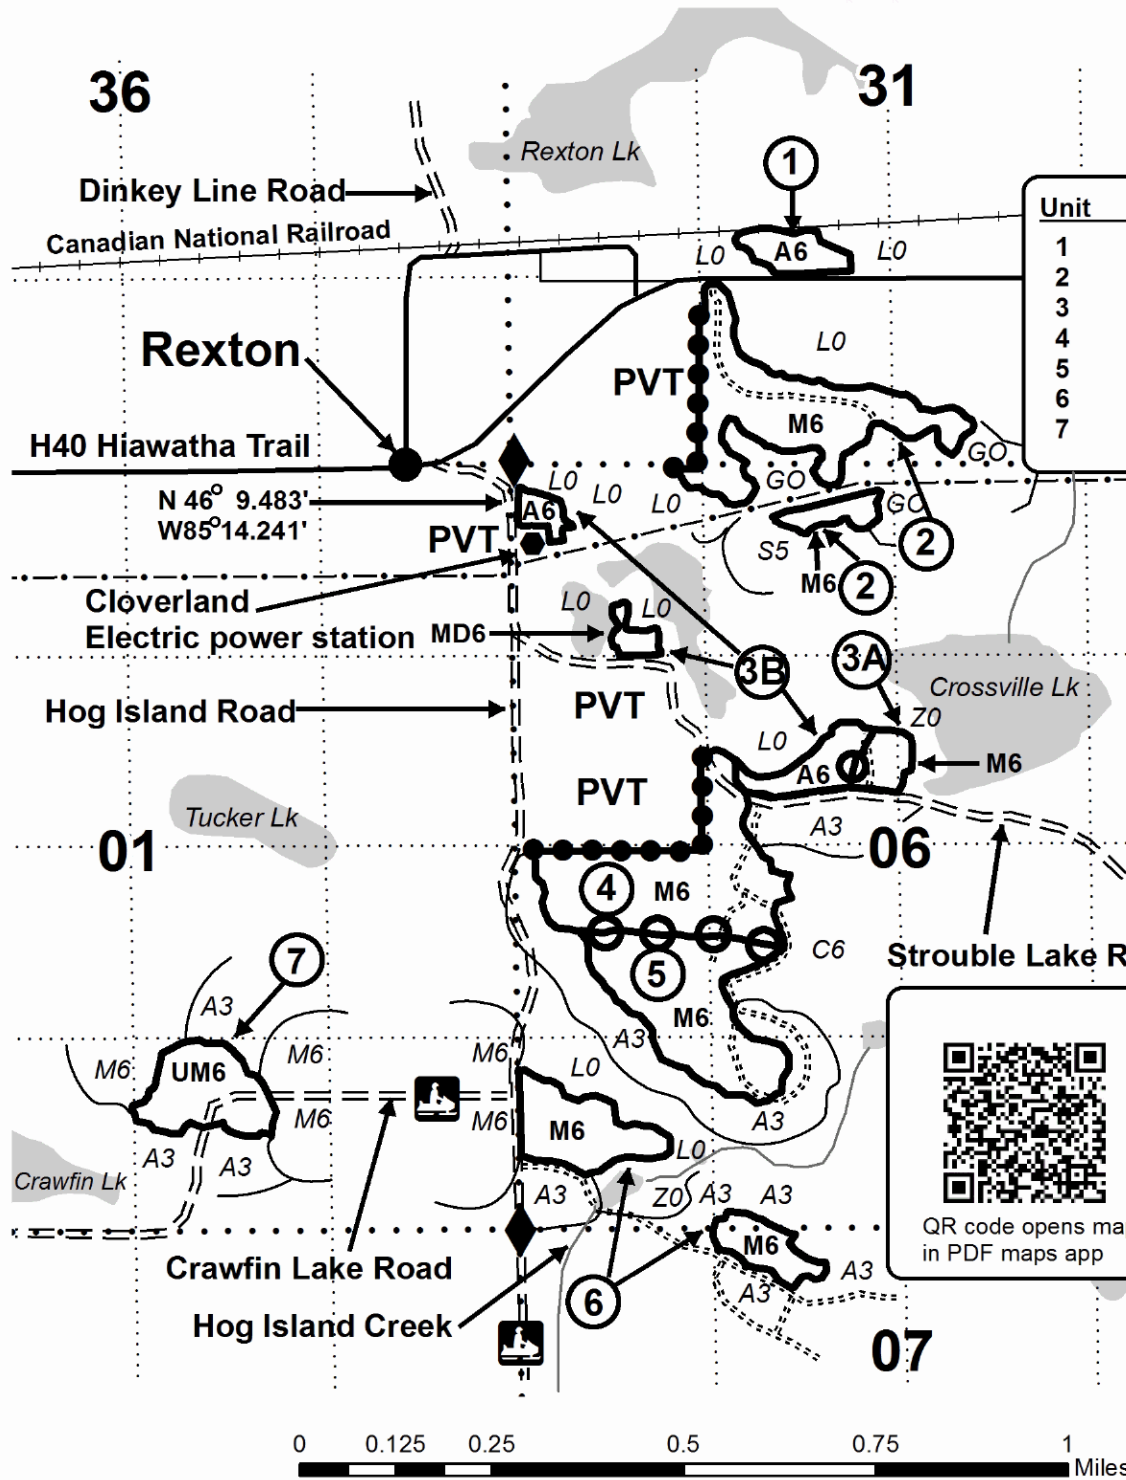 36
31
Rexton Lk
1
Dinkey Line Road
Canadian National Railroad
L0
A6
L0
Unit
1
2
3
4
5
6
7
Rexton
L0
PVT
M6
H40 Hiawatha Trail
GO
N 46° 9.483'
W85°14.241'
L0
L0
L0
GO
GO
A6
PVT
S5
2
M6
2
Cloverland
Electric power station
L0
L0
MD6
3B
3A
Crossville Lk
Hog Island Road
PVT
L0
Z0
A6
M6
PVT
Tucker Lk
A3
01
06
4
M6
C6
Strouble Lake R
7
5
A3
M6
A3
M6
UM6
M6
M6
L0
M6
M6
M6
A3
L0
A3
A3
Crawfin Lk
A3
Z0
A3
A3
QR code opens ma
in PDF maps app
M6
A3
A3
Crawfin Lake Road
Hog Island Creek
6
07
0
0.125
0.25
0.5
0.75
1
Miles